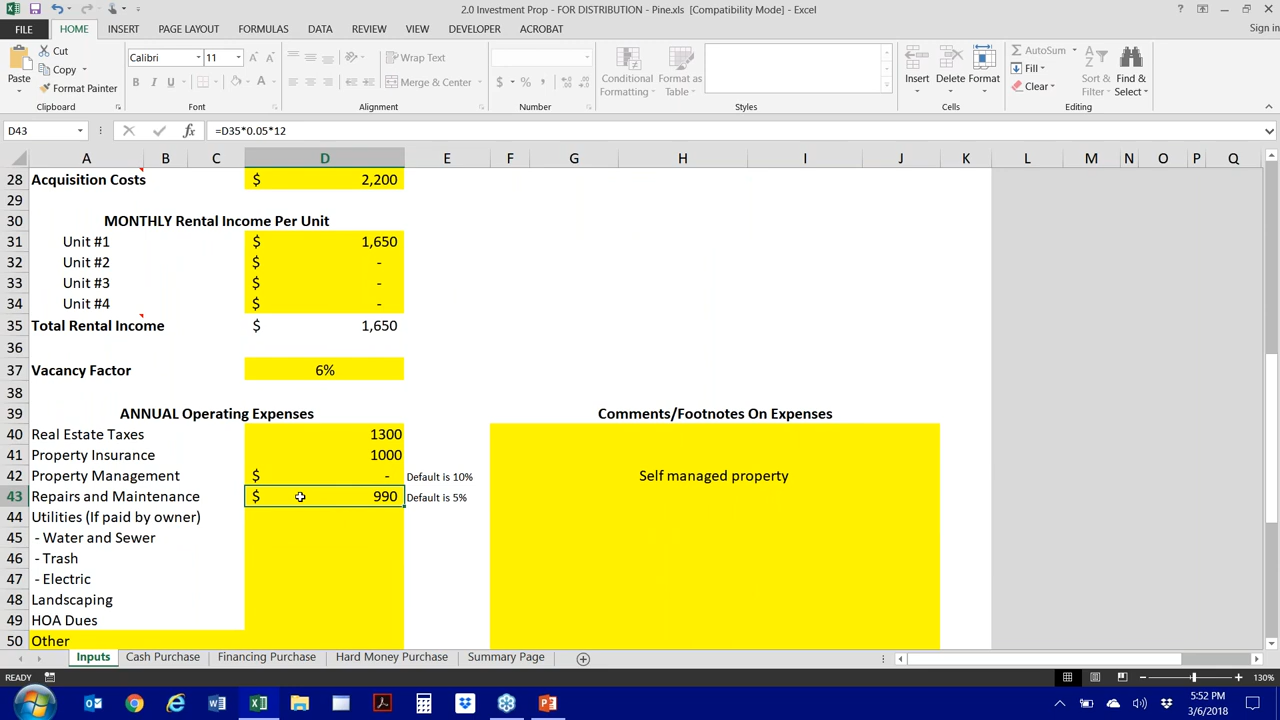 2.0 Investment Prop - FOR DISTRIBUTION - Pine.xls [Compatibility Mode] - Excel
FILE HOME INSERT PAGE LAYOUT FORMULAS DATA REVIEW VIEW DEVELOPER ACROBAT Sign in
Paste Cut Copy Format Painter Clipboard
Calibri 11 B I U A Font
Wrap Text Merge & Center Alignment
$ % , Number
Conditional Formatting Format as Table Styles
Insert Delete Format Cells
AutoSum Fill Clear Sort & Filter Find & Select Editing
D43 fx =D35*0.05*12
A B C D E F G H I J K L M N O P Q
28 Acquisition Costs $ 2,200
29
30 MONTHLY Rental Income Per Unit
31 Unit #1 $ 1,650
32 Unit #2 $ -
33 Unit #3 $ -
34 Unit #4 $ -
35 Total Rental Income $ 1,650
36
37 Vacancy Factor 6%
38
39 ANNUAL Operating Expenses Comments/Footnotes On Expenses
40 Real Estate Taxes 1300
41 Property Insurance 1000
42 Property Management $ - Default is 10% Self managed property
43 Repairs and Maintenance $ 990 Default is 5%
44 Utilities (If paid by owner)
45 - Water and Sewer
46 - Trash
47 - Electric
48 Landscaping
49 HOA Dues
50 Other
Inputs Cash Purchase Financing Purchase Hard Money Purchase Summary Page
READY 130%
5:52 PM
3/6/2018